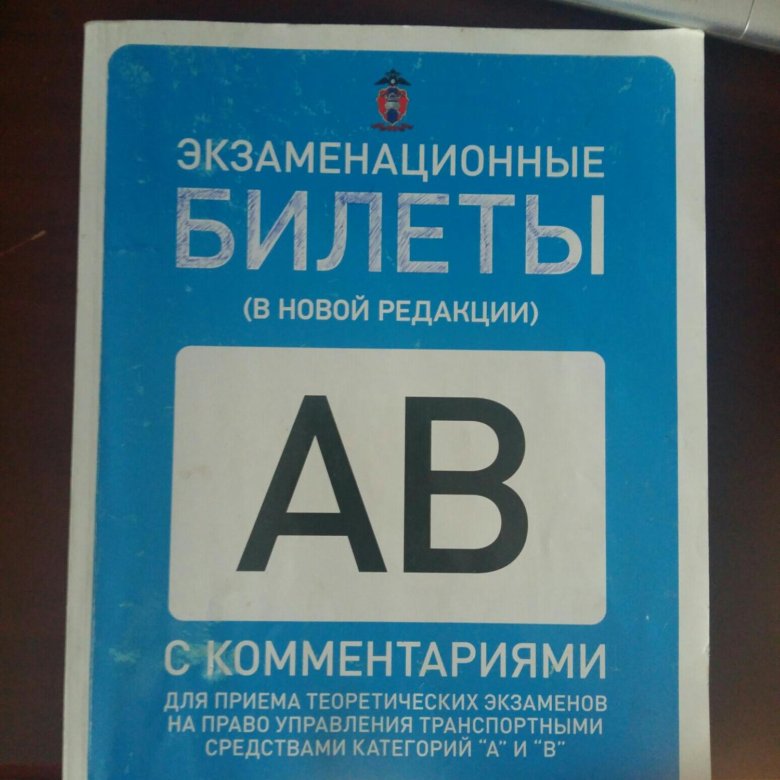 ЭКЗАМЕНАЦИОННЫЕ
БИЛЕТЫ
(В НОВОЙ РЕДАКЦИИ)
АВ
С КОММЕНТАРИЯМИ
ДЛЯ ПРИЕМА ТЕОРЕТИЧЕСКИХ ЭКЗАМЕНОВ
НА ПРАВО УПРАВЛЕНИЯ ТРАНСПОРТНЫМИ
СРЕДСТВАМИ КАТЕГОРИЙ "А" И "В"